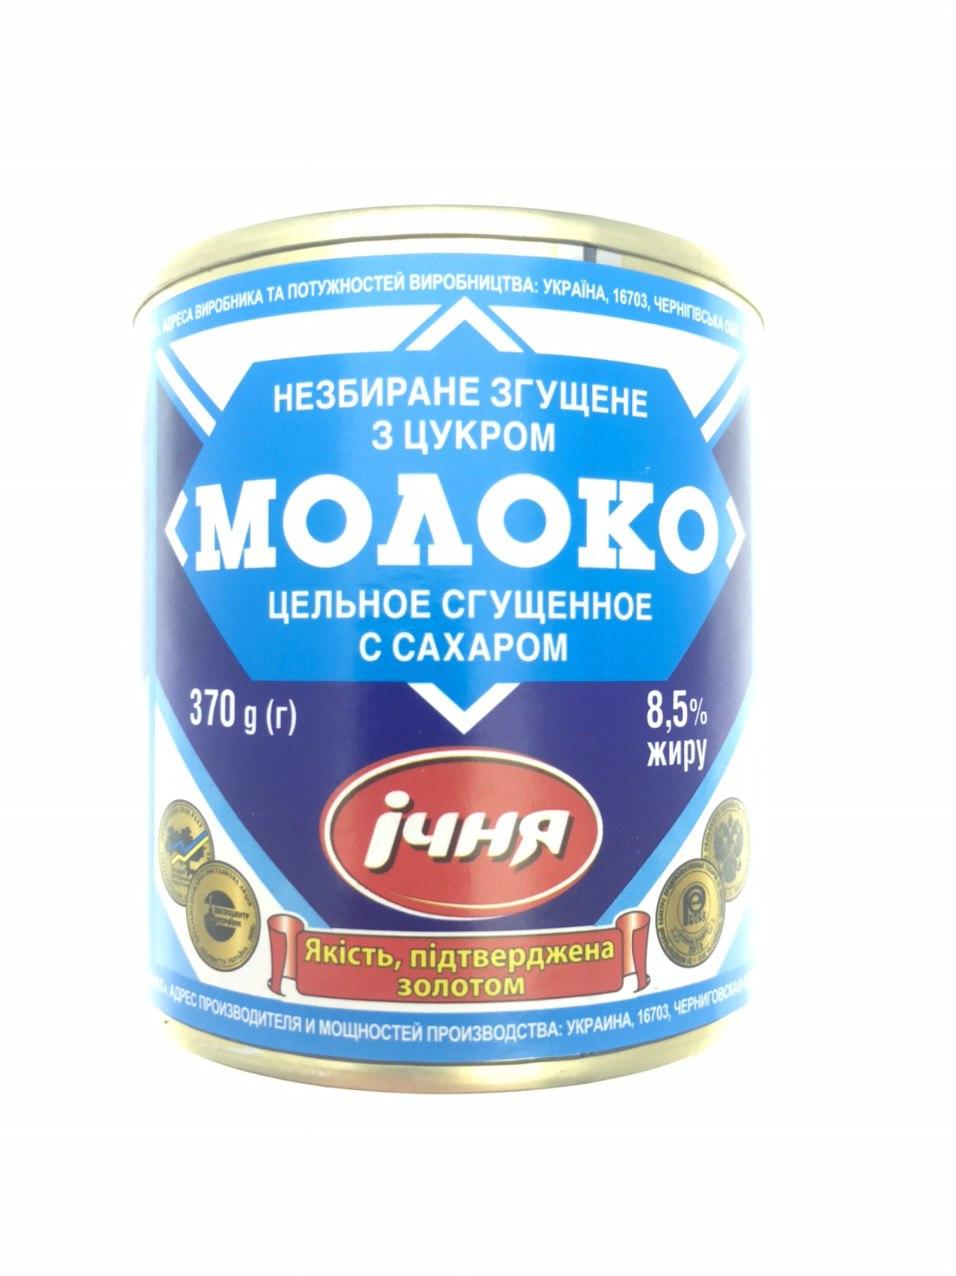 АДРЕСА ВИРОБНИКА ТА ПОТУЖНОСТЕЙ ВИРОБНИЦТВА: УКРАЇНА, 16703, ЧЕРНІГІВСЬКА
НЕЗБИРАНЕ ЗГУЩЕНЕ
З ЦУКРОМ
МОЛОКО
ЦЕЛЬНОЕ СГУЩЕННОЕ
С САХАРОМ
370 g (г)
8,5%
жиру
ічня
Якість, підтверджена
золотом
АДРЕС ПРОИЗВОДИТЕЛЯ И МОЩНОСТЕЙ ПРОИЗВОДСТВА: УКРАИНА, 16703, ЧЕРНИГОВСКАЯ